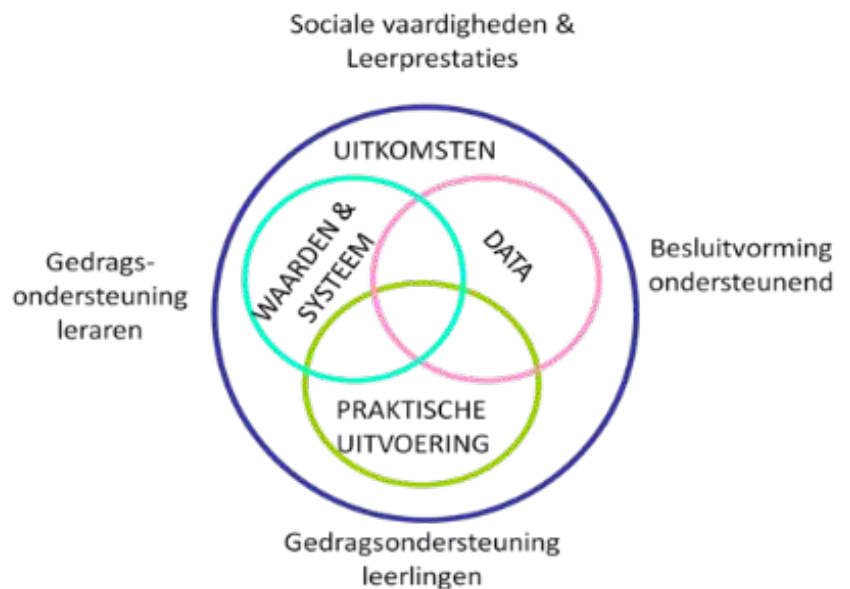 Sociale vaardigheden &
Leerprestaties
UITKOMSTEN
WAARDEN &
SYSTEEM
DATA
Gedrags-
ondersteuning
leraren
Besluitvorming
ondersteunend
PRAKTISCHE
UITVOERING
Gedragsondersteuning
leerlingen